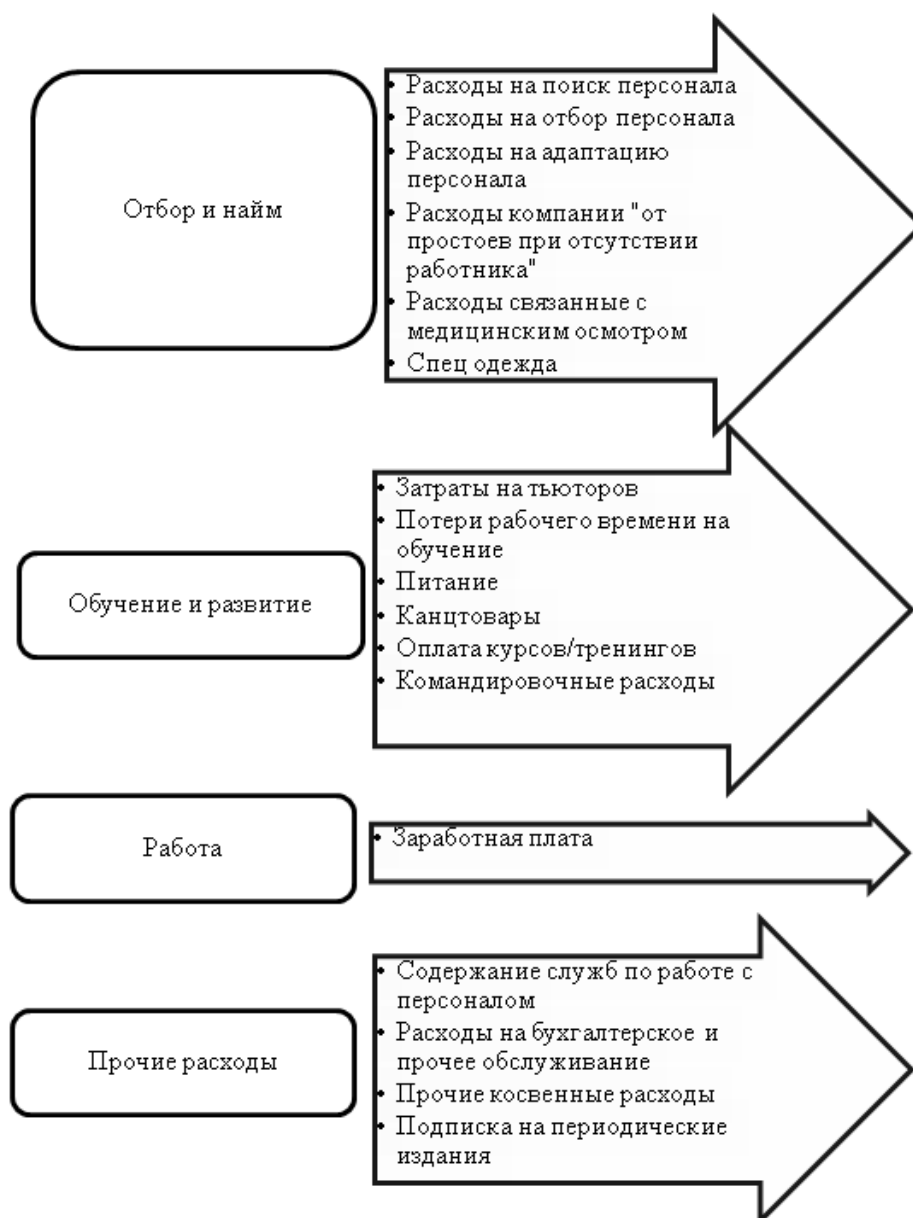 Отбор и найм
• Расходы на поиск персонала
• Расходы на отбор персонала
• Расходы на адаптацию
персонала
• Расходы компании "от
простоев при отсутствии
работника"
• Расходы связанные с
медицинским осмотром
• Спец одежда
Обучение и развитие
• Затраты на тьюторов
• Потери рабочего времени на
обучение
• Питание
• Канцтовары
• Оплата курсов/тренингов
• Командировочные расходы
Работа
• Заработная плата
Прочие расходы
• Содержание служб по работе с
персоналом
• Расходы на бухгалтерское и
прочее обслуживание
• Прочие косвенные расходы
• Подписка на периодические
издания